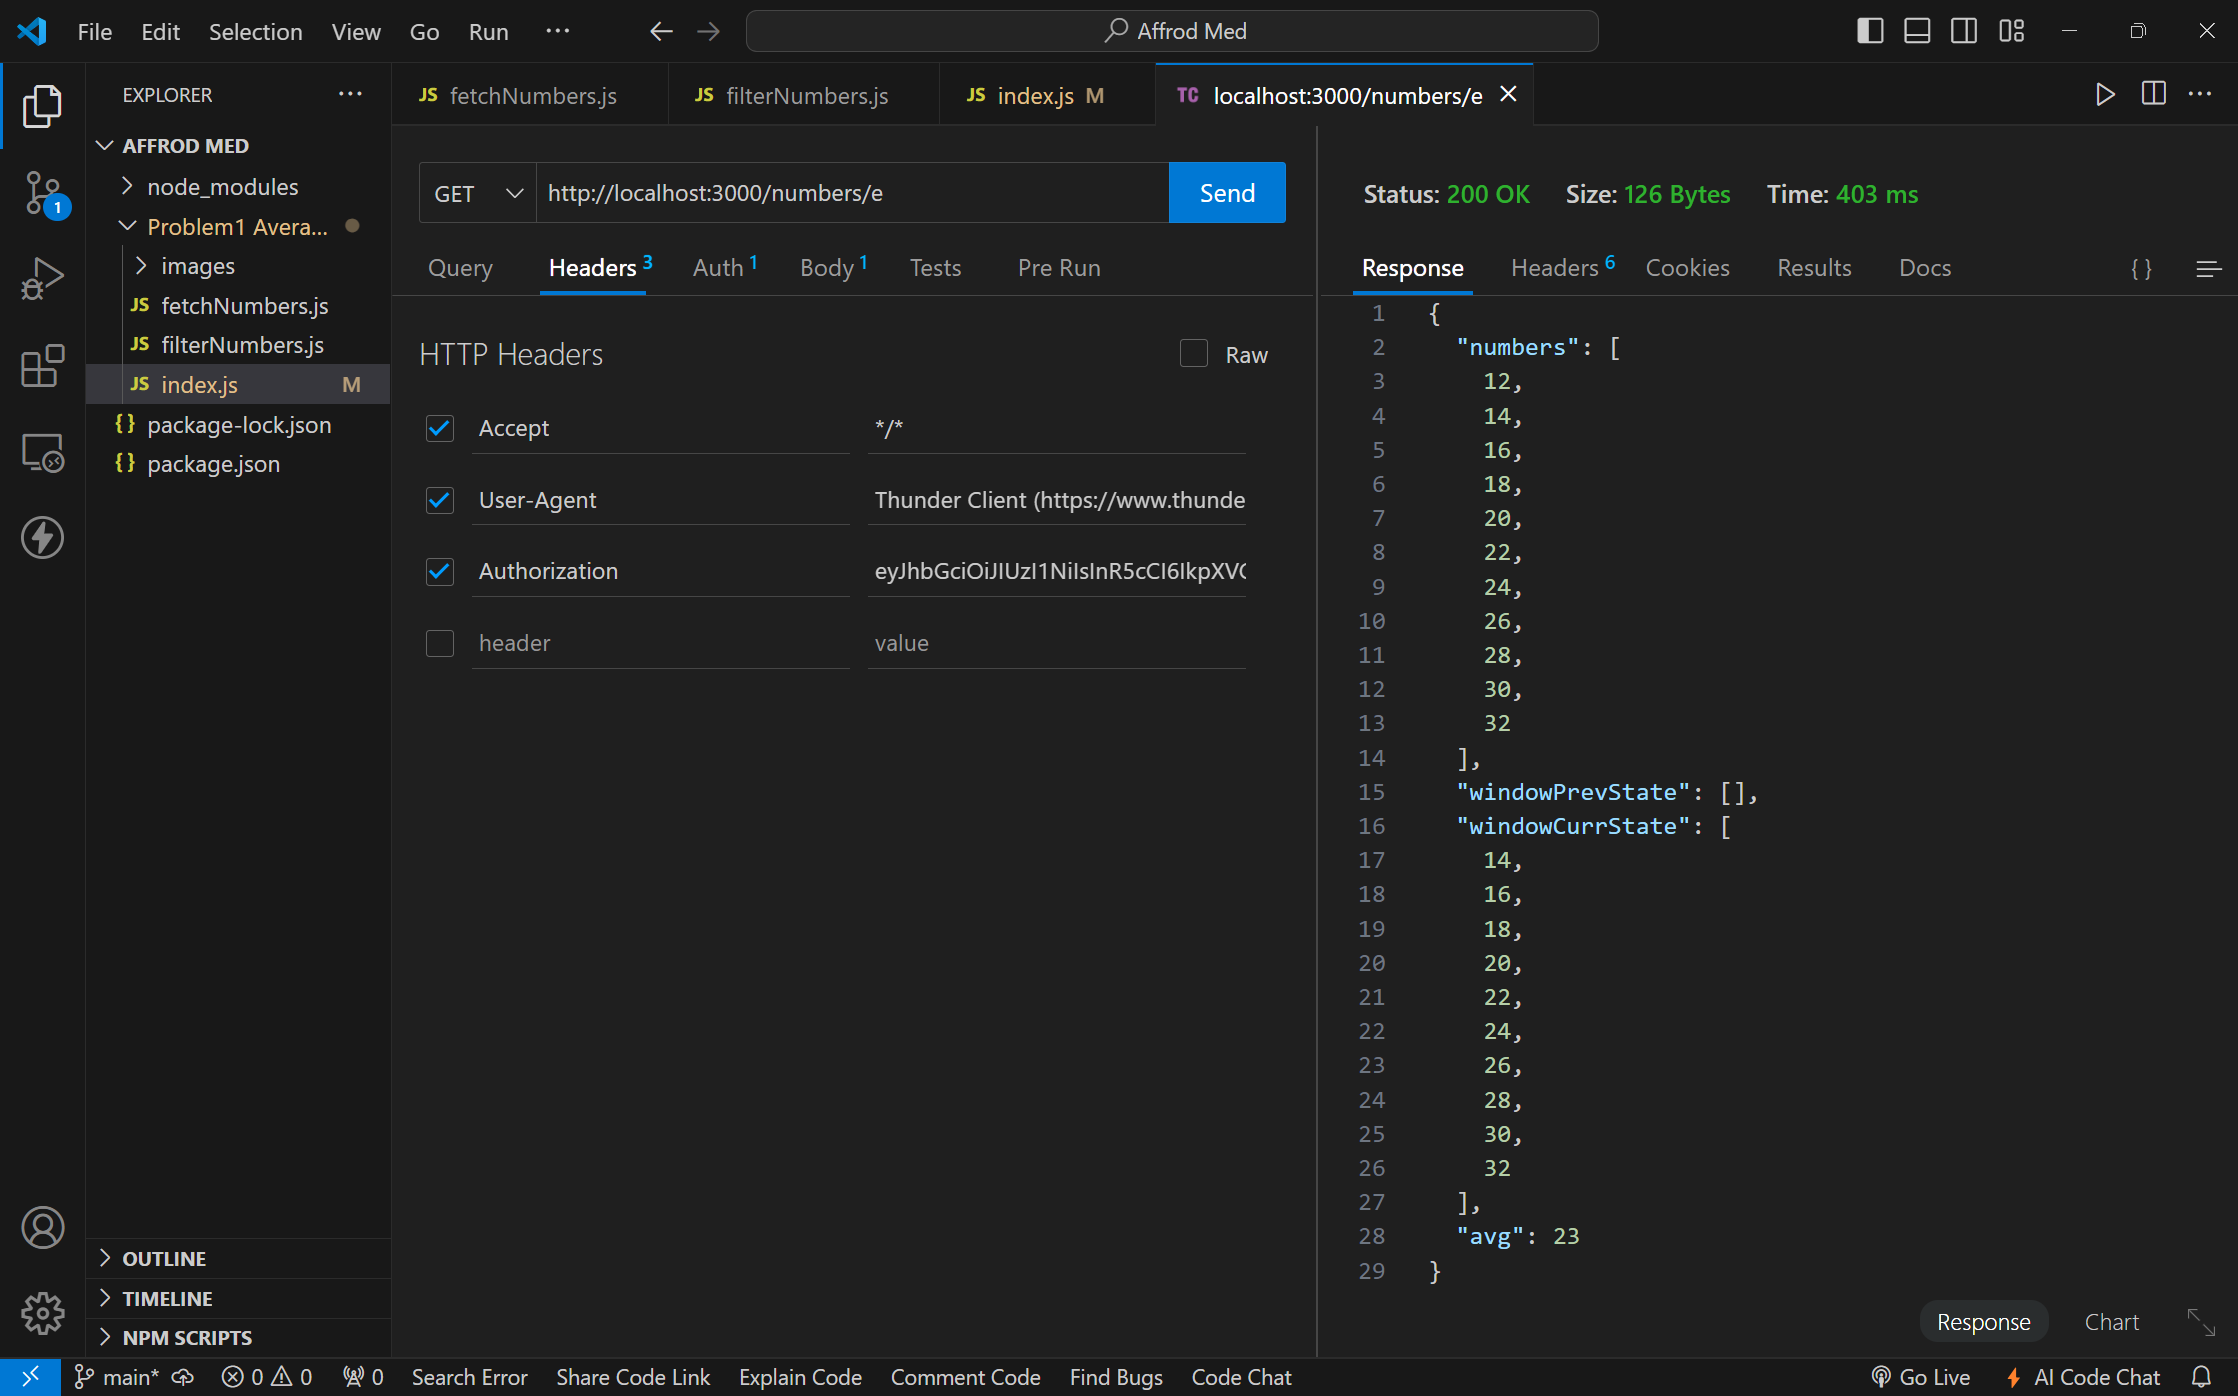 File Edit Selection View Go Run ··· Affrod Med
EXPLORER ···
AFFROD MED
node_modules
Problem1 Avera...
images
JS fetchNumbers.js
JS filterNumbers.js
JS index.js M
{} package-lock.json
{} package.json
OUTLINE
TIMELINE
NPM SCRIPTS
JS fetchNumbers.js JS filterNumbers.js JS index.js M TC localhost:3000/numbers/e
GET http://localhost:3000/numbers/e Send
Query Headers 3 Auth 1 Body 1 Tests Pre Run
HTTP Headers Raw
Accept */*
User-Agent Thunder Client (https://www.thunde
Authorization eyJhbGciOiJIUzI1NiIsInR5cCI6IkpXVC
header value
Status: 200 OK Size: 126 Bytes Time: 403 ms
Response Headers 6 Cookies Results Docs {}
1 {
2 "numbers": [
3 12,
4 14,
5 16,
6 18,
7 20,
8 22,
9 24,
10 26,
11 28,
12 30,
13 32
14 ],
15 "windowPrevState": [],
16 "windowCurrState": [
17 14,
18 16,
19 18,
20 20,
21 22,
22 24,
23 26,
24 28,
25 30,
26 32
27 ],
28 "avg": 23
29 }
Response Chart
1
main* 0 0 0 Search Error Share Code Link Explain Code Comment Code Find Bugs Code Chat Go Live AI Code Chat